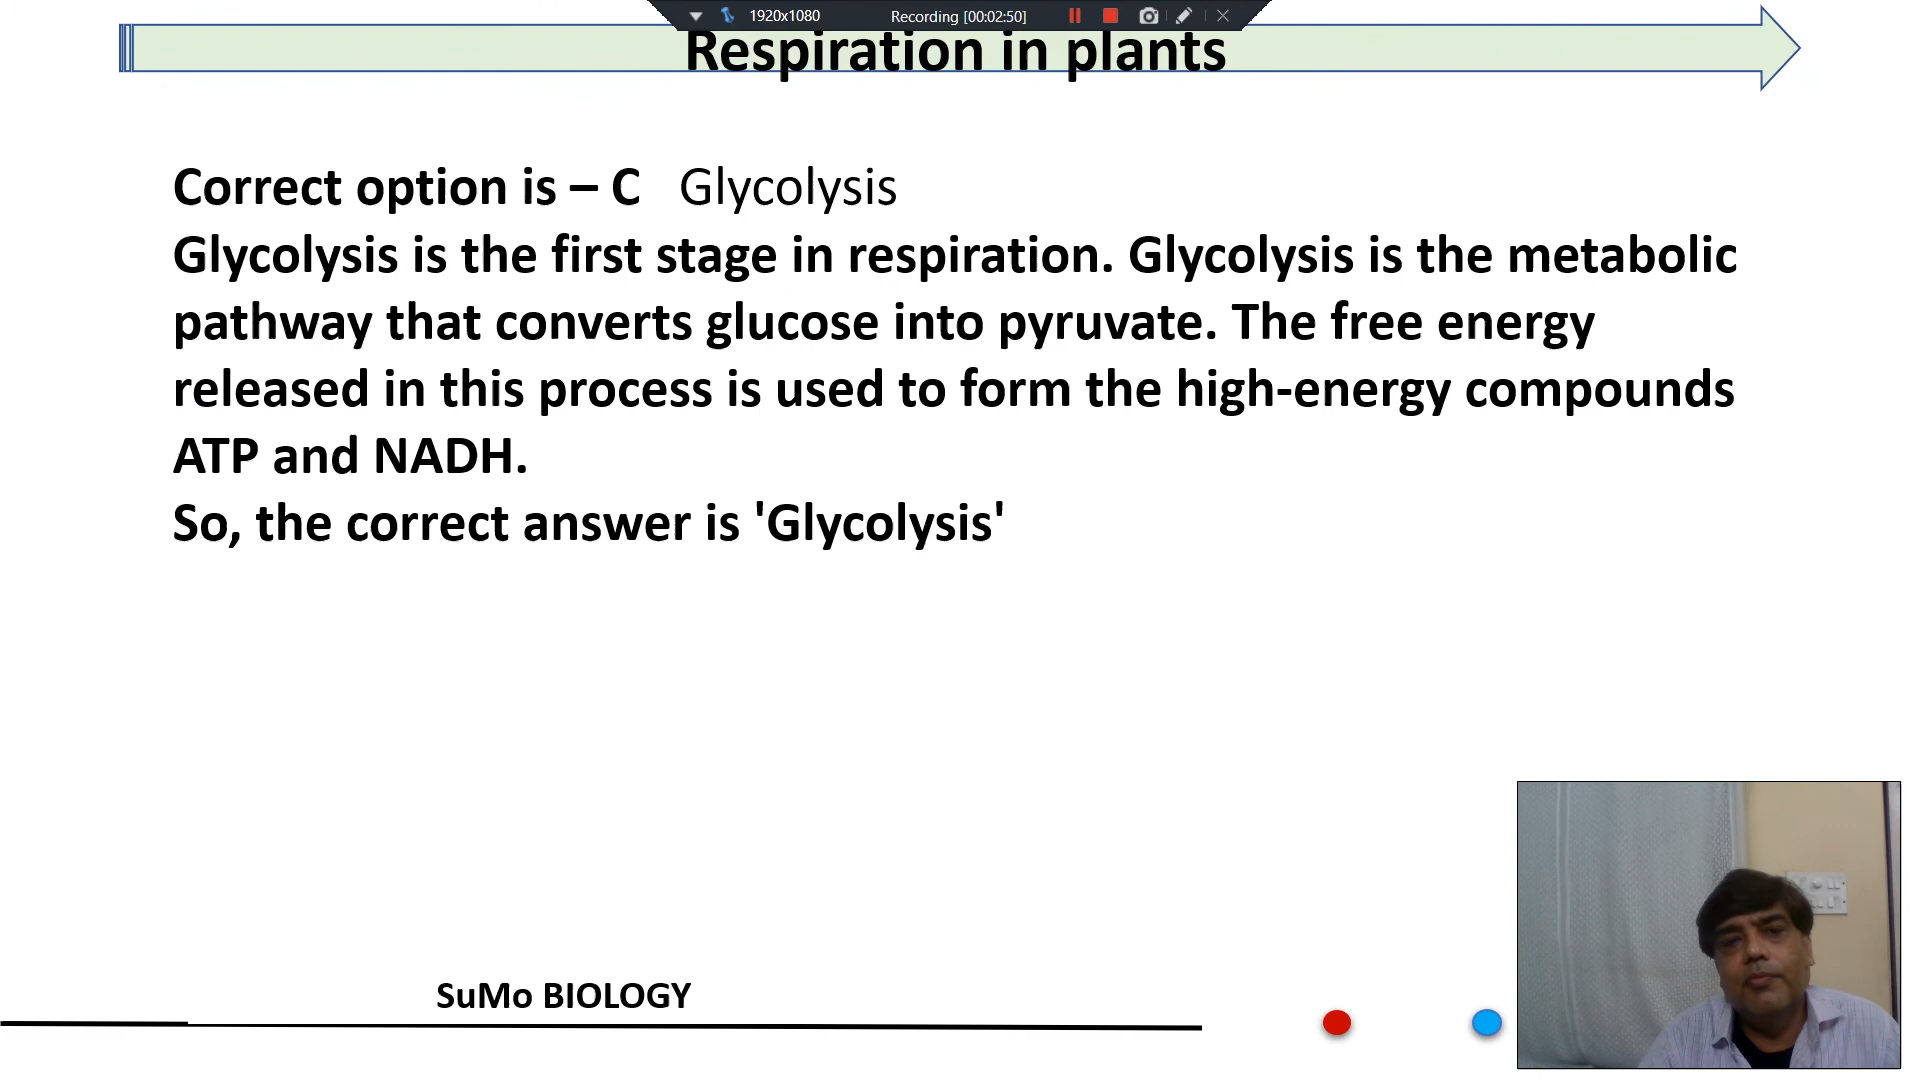 1920x1080 Recording [00:02:50]
Respiration in plants
Correct option is – C Glycolysis
Glycolysis is the first stage in respiration. Glycolysis is the metabolic
pathway that converts glucose into pyruvate. The free energy
released in this process is used to form the high-energy compounds
ATP and NADH.
So, the correct answer is 'Glycolysis'
SuMo BIOLOGY